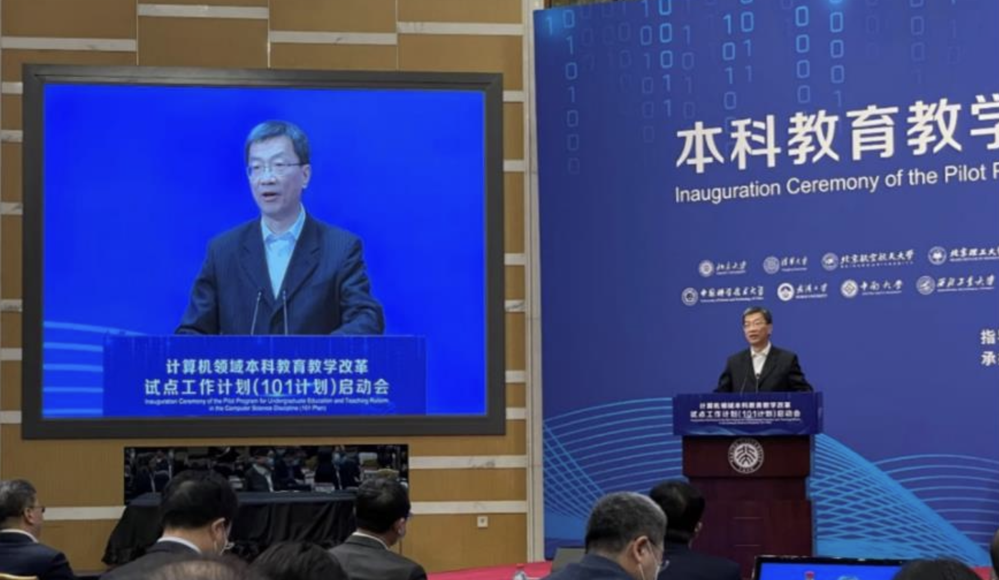 计算机领域本科教育教学改革
试点工作计划(101计划)启动会
Inauguration Ceremony of the Pilot Program for Undergraduate Education and Teaching Reform
in the Computer Science Discipline (101 Plan)
本科教育教学
Inauguration Ceremony of the Pilot
北京大学 清华大学 北京航空航天大学 北京理工大
中国科学技术大学 武汉大学 中南大学 西北工业大学
指
承
计算机领域本科教育教学改革
试点工作计划(101计划)启动会